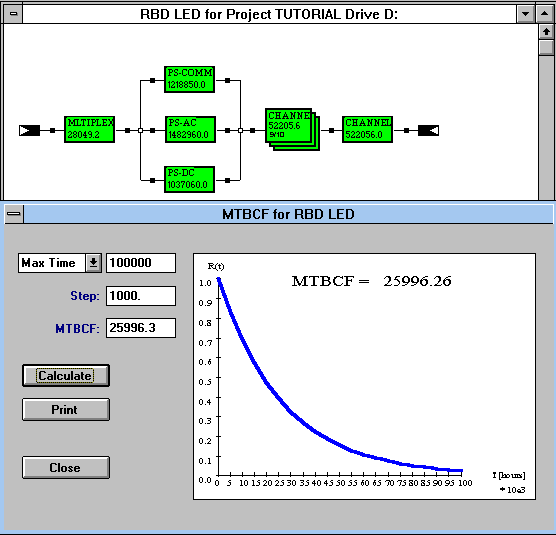 RBD LED for Project TUTORIAL Drive D:
PS-COMM
1218850.0
MLTIPLEX
28049.2
PS-AC
1482960.0
CHANNE
52205.6
9/10
CHANNEL
522056.0
PS-DC
1037060.0
MTBCF for RBD LED
Max Time 100000
Step: 1000.
MTBCF: 25996.3
Calculate
Print
Close
R(t)
MTBCF = 25996.26
1.0
0.9
0.8
0.7
0.6
0.5
0.4
0.3
0.2
0.1
0.0
0 5 10 15 20 25 30 35 40 45 50 55 60 65 70 75 80 85 90 95 100
T [hours]
* 10e3